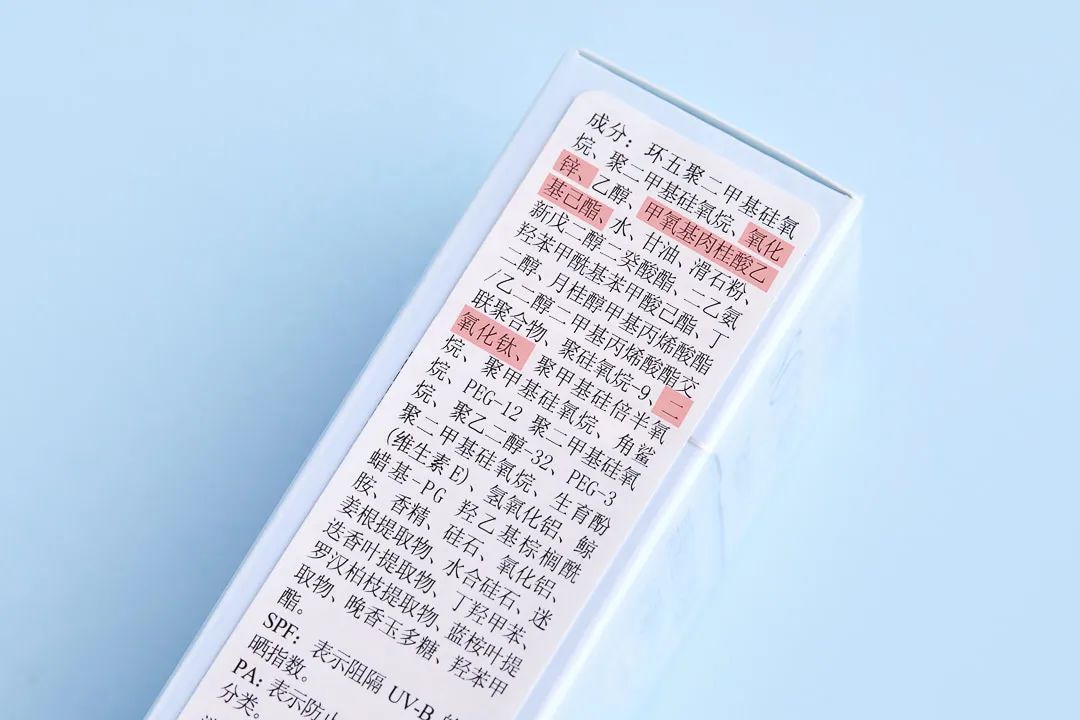 成分：环五聚二甲基硅氧
烷、聚二甲基硅氧烷、氧化
锌、乙醇、甲氧基肉桂酸乙
基己酯、水、甘油、滑石粉、
新戊二醇二癸酸酯、二乙氨
羟苯甲酰基苯甲酸己酯、丁
二醇、月桂醇甲基丙烯酸酯
/乙二醇二甲基丙烯酸酯交
联聚合物、聚硅氧烷-9、二
氧化钛、聚甲基硅倍半氧
烷、聚甲基硅氧烷、角鲨
烷、PEG-12 聚二甲基硅氧
烷、聚乙二醇-32、PEG-3
聚二甲基硅氧烷、生育酚
(维生素E)、氢氧化铝、鲸
蜡基-PG 羟乙基棕榈酰
胺、香精、硅石、氧化铝、
姜根提取物、水合硅石、迷
迭香叶提取物、丁羟甲苯、
罗汉柏枝提取物、蓝桉叶提
取物、晚香玉多糖、羟苯甲
酯。
SPF：表示阻隔 UV-B
晒指数。
PA：表示防止
分类。